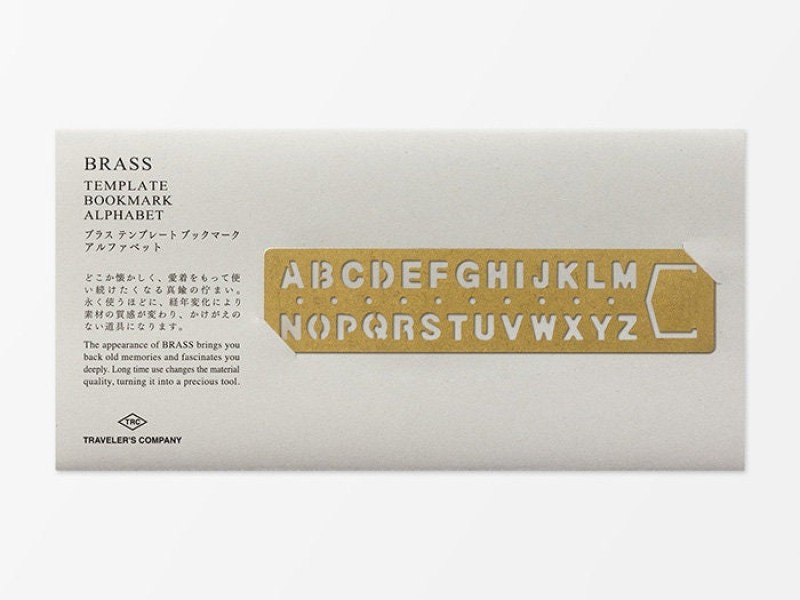 BRASS
TEMPLATE
BOOKMARK
ALPHABET
ブラス テンプレート ブックマーク
アルファベット
どこか懐かしく、愛着をもって使
い続けたくなる真鍮の佇まい。
永く使うほどに、経年変化により
素材の質感が変わり、かけがえの
ない道具になります。
The appearance of BRASS brings you
back old memories and fascinates you
deeply. Long time use changes the material
quality, turning it into a precious tool.
TRC
TRAVELER'S COMPANY
ABCDEFGHIJKLM
NOPQRSTUVWXYZ